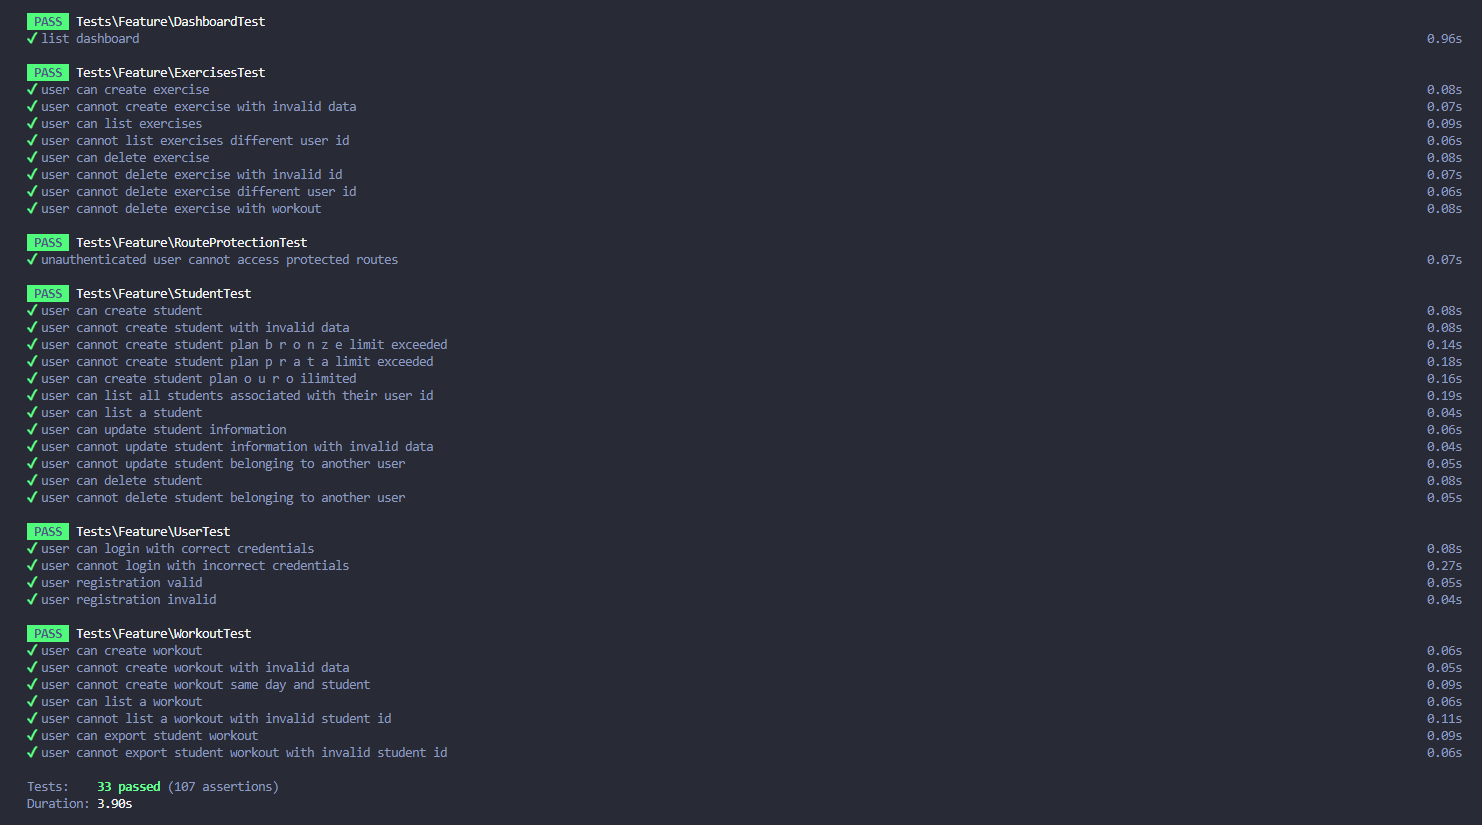 PASS Tests\Feature\DashboardTest
✓ list dashboard 0.96s
PASS Tests\Feature\ExercisesTest
✓ user can create exercise 0.08s
✓ user cannot create exercise with invalid data 0.07s
✓ user can list exercises 0.09s
✓ user cannot list exercises different user id 0.06s
✓ user can delete exercise 0.08s
✓ user cannot delete exercise with invalid id 0.07s
✓ user cannot delete exercise different user id 0.06s
✓ user cannot delete exercise with workout 0.08s
PASS Tests\Feature\RouteProtectionTest
✓ unauthenticated user cannot access protected routes 0.07s
PASS Tests\Feature\StudentTest
✓ user can create student 0.08s
✓ user cannot create student with invalid data 0.08s
✓ user cannot create student plan b r o n z e limit exceeded 0.14s
✓ user cannot create student plan p r a t a limit exceeded 0.18s
✓ user can create student plan o u r o ilimited 0.16s
✓ user can list all students associated with their user id 0.19s
✓ user can list a student 0.04s
✓ user can update student information 0.06s
✓ user cannot update student information with invalid data 0.04s
✓ user cannot update student belonging to another user 0.05s
✓ user can delete student 0.08s
✓ user cannot delete student belonging to another user 0.05s
PASS Tests\Feature\UserTest
✓ user can login with correct credentials 0.08s
✓ user cannot login with incorrect credentials 0.27s
✓ user registration valid 0.05s
✓ user registration invalid 0.04s
PASS Tests\Feature\WorkoutTest
✓ user can create workout 0.06s
✓ user cannot create workout with invalid data 0.05s
✓ user cannot create workout same day and student 0.09s
✓ user can list a workout 0.06s
✓ user cannot list a workout with invalid student id 0.11s
✓ user can export student workout 0.09s
✓ user cannot export student workout with invalid student id 0.06s
Tests: 33 passed (107 assertions)
Duration: 3.90s